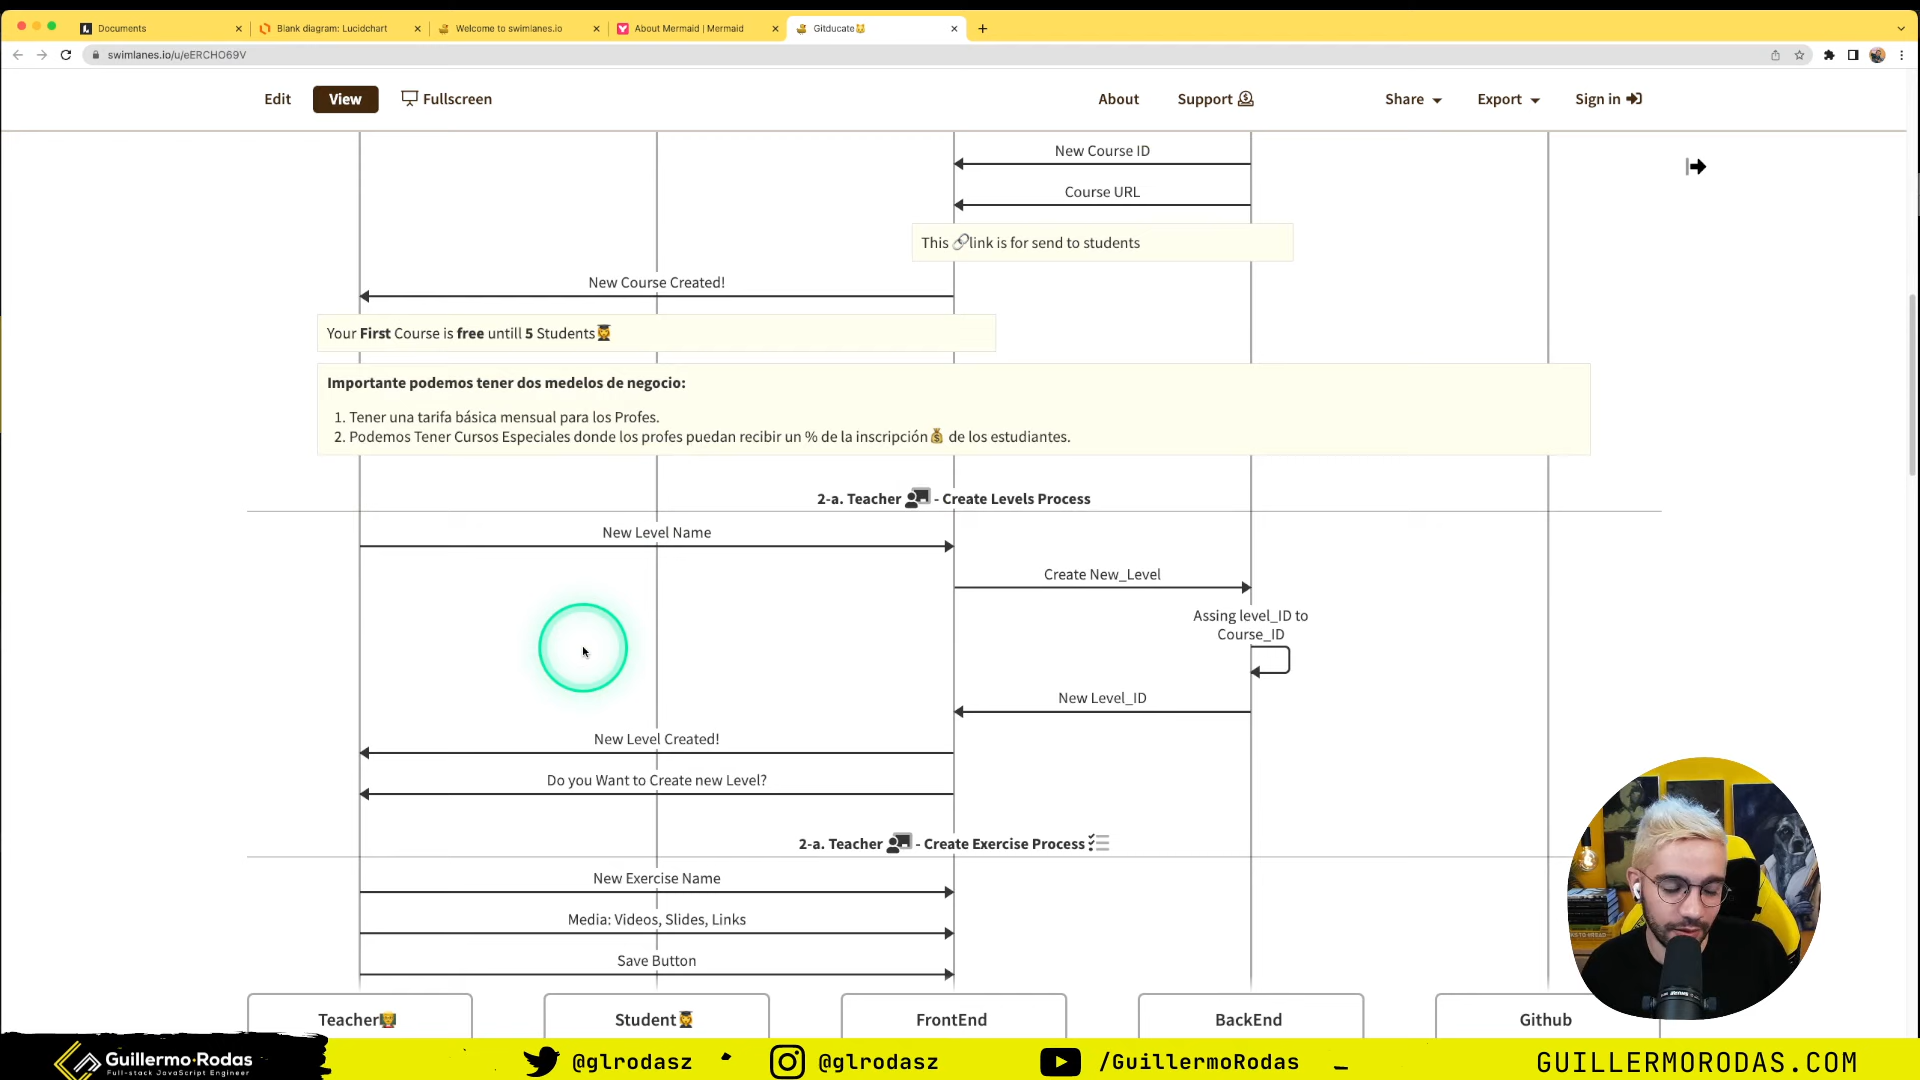 Documents
Blank diagram: Lucidchart
Welcome to swimlanes.io
About Mermaid | Mermaid
Gitducate
swimlanes.io/u/eERCHO69V
Edit
View
Fullscreen
About
Support
Share
Export
Sign in
New Course ID
Course URL
This link is for send to students
New Course Created!
Your First Course is free untill 5 Students
Importante podemos tener dos medelos de negocio:
1. Tener una tarifa básica mensual para los Profes.
2. Podemos Tener Cursos Especiales donde los profes puedan recibir un % de la inscripción de los estudiantes.
2-a. Teacher - Create Levels Process
New Level Name
Create New_Level
Assing level_ID to
Course_ID
New Level_ID
New Level Created!
Do you Want to Create new Level?
2-a. Teacher - Create Exercise Process
New Exercise Name
Media: Videos, Slides, Links
Save Button
Teacher
Student
FrontEnd
BackEnd
Github
Guillermo·Rodas
Full-stack JavaScript Engineer
@glrodasz
@glrodasz
/GuillermoRodas
GUILLERMORODAS.COM